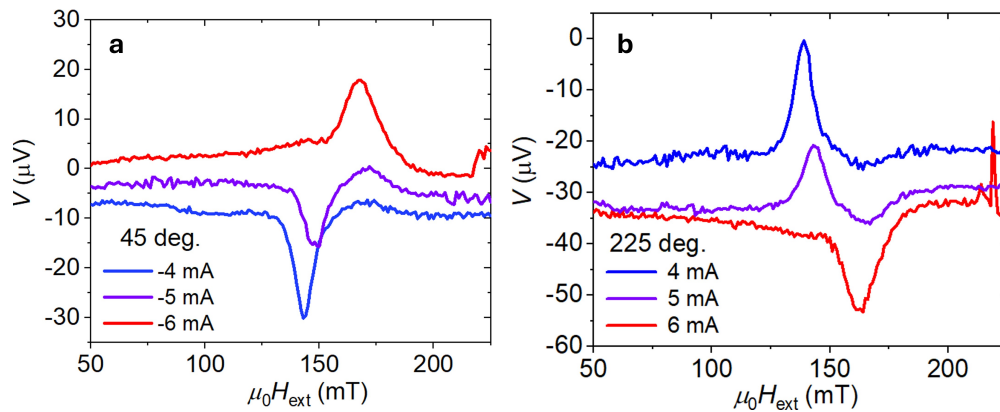 a
30
20
10
0
-10
-20
-30
V (μV)
45 deg.
-4 mA
-5 mA
-6 mA
50 100 150 200
μ0Hext (mT)
b
0
-10
-20
-30
-40
-50
-60
V (μV)
225 deg.
4 mA
5 mA
6 mA
50 100 150 200
μ0Hext (mT)